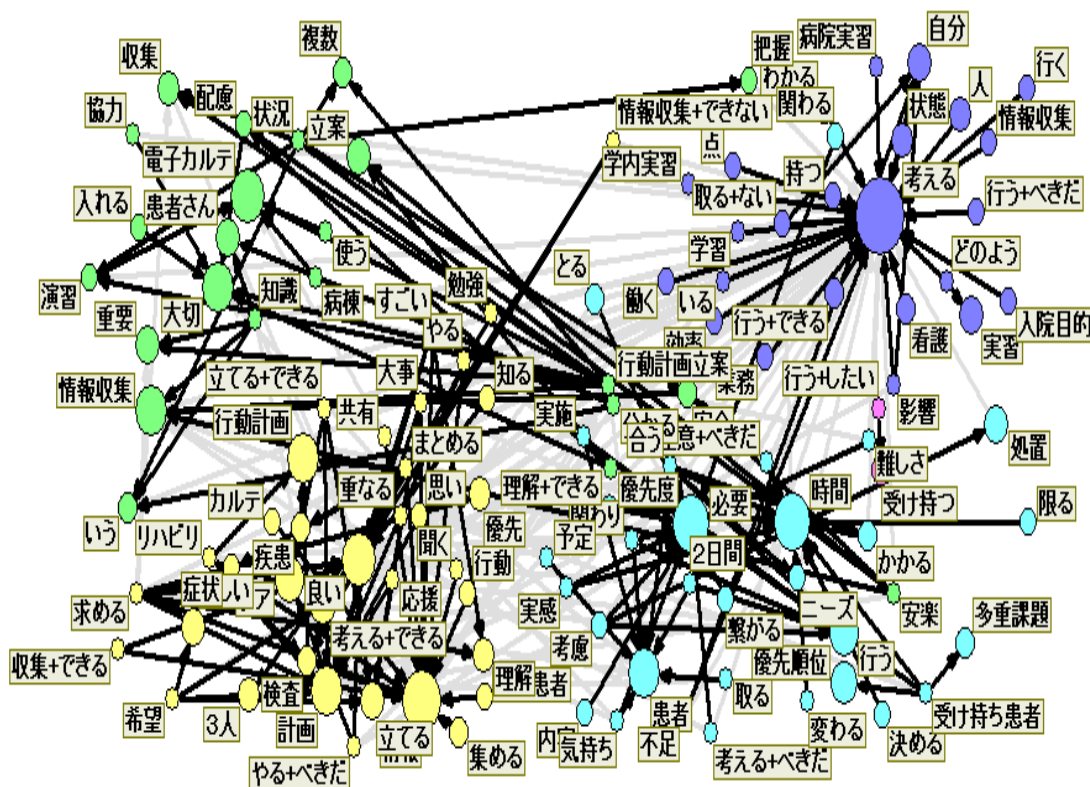 収集
複数
協力
配慮
状況
立案
電子カルテ
入れる
患者さん
使う
演習
重要
大切
知識
病棟
情報収集
いう
把握
わかる
情報収集+できない
関わる
病院実習
自分
人
行く
状態
情報収集
点
学内実習
持つ
考える
取る+ない
行う+べきだ
学習
どのよう
働く
いる
行う+できる
効率
業務
看護
実習
入院目的
行う+したい
影響
難しさ
とる
すごい
勉強
やる
知る
大事
立てる+できる
行動計画
共有
まとめる
重なる
思い
カルテ
リハビリ
疾患
症状
しい
ア
良い
求める
収集+できる
希望
3人
検査
計画
やる+べきだ
考える+できる
立てる
集める
理解
患者
応援
聞く
行動
優先
行動計画立案
実施
合う
意+べきだ
理解+できる
優先度
必要
時間
受け持つ
処置
限る
かかる
安楽
2日間
ニーズ
予定
実感
考慮
繋がる
優先順位
行う
多重課題
受け持ち患者
決める
変わる
取る
患者
不足
気持ち
考える+べきだ